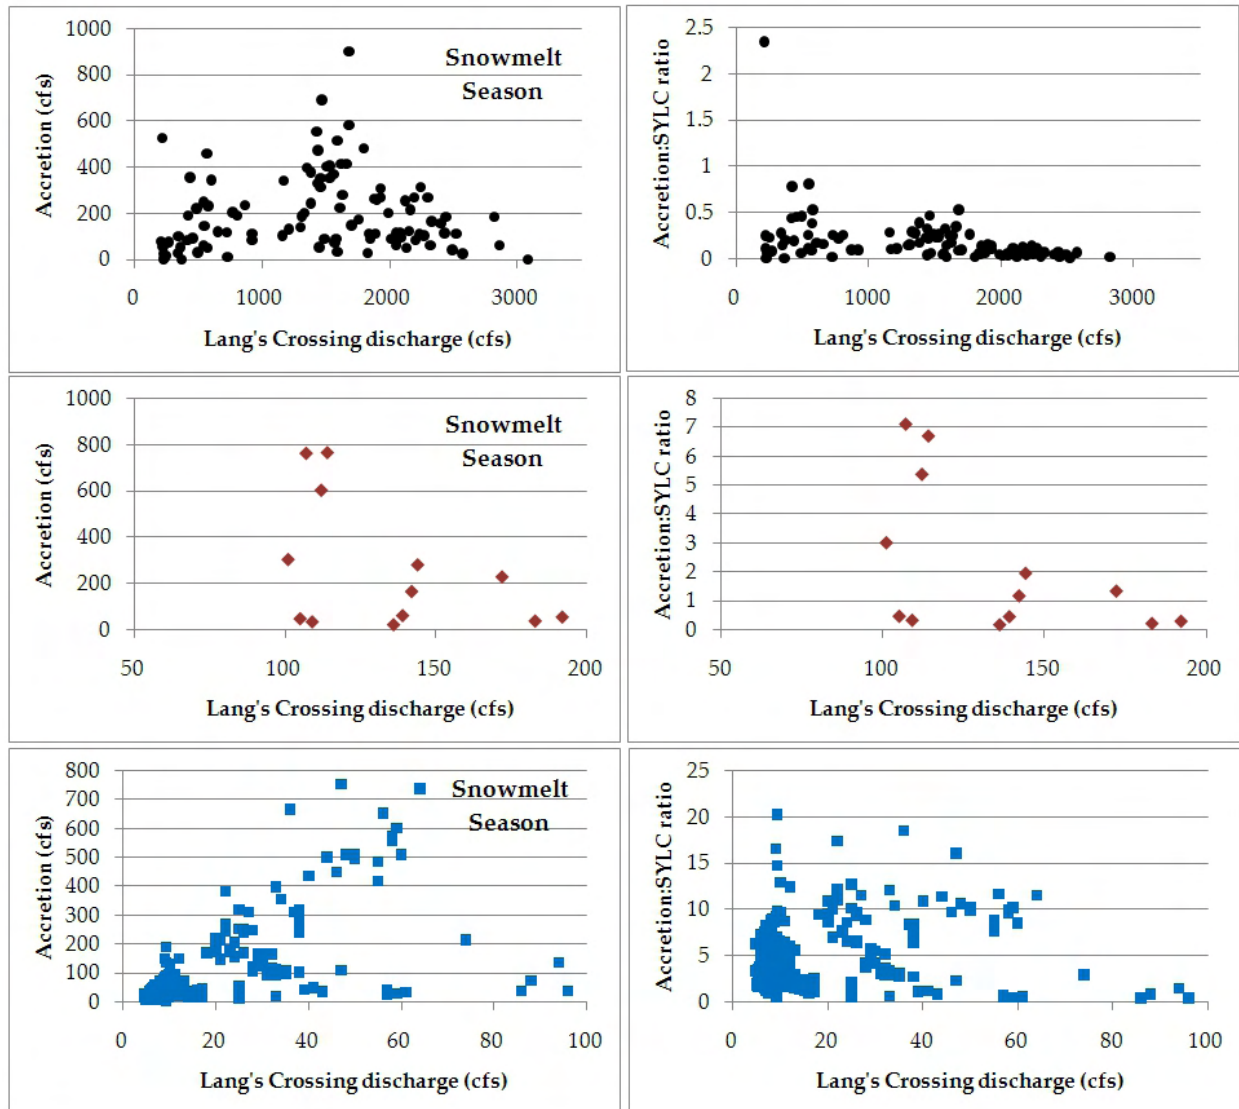 1000
800
600
400
200
0
Accretion (cfs)
Snowmelt
Season
0 1000 2000 3000
Lang's Crossing discharge (cfs)
2.5
2
1.5
1
0.5
0
Accretion:SYLC ratio
0 1000 2000 3000
Lang's Crossing discharge (cfs)
1000
800
600
400
200
0
Accretion (cfs)
Snowmelt
Season
50 100 150 200
Lang's Crossing discharge (cfs)
8
7
6
5
4
3
2
1
0
Accretion:SYLC ratio
50 100 150 200
Lang's Crossing discharge (cfs)
800
700
600
500
400
300
200
100
0
Accretion (cfs)
Snowmelt
Season
0 20 40 60 80 100
Lang's Crossing discharge (cfs)
25
20
15
10
5
0
Accretion:SYLC ratio
0 20 40 60 80 100
Lang's Crossing discharge (cfs)